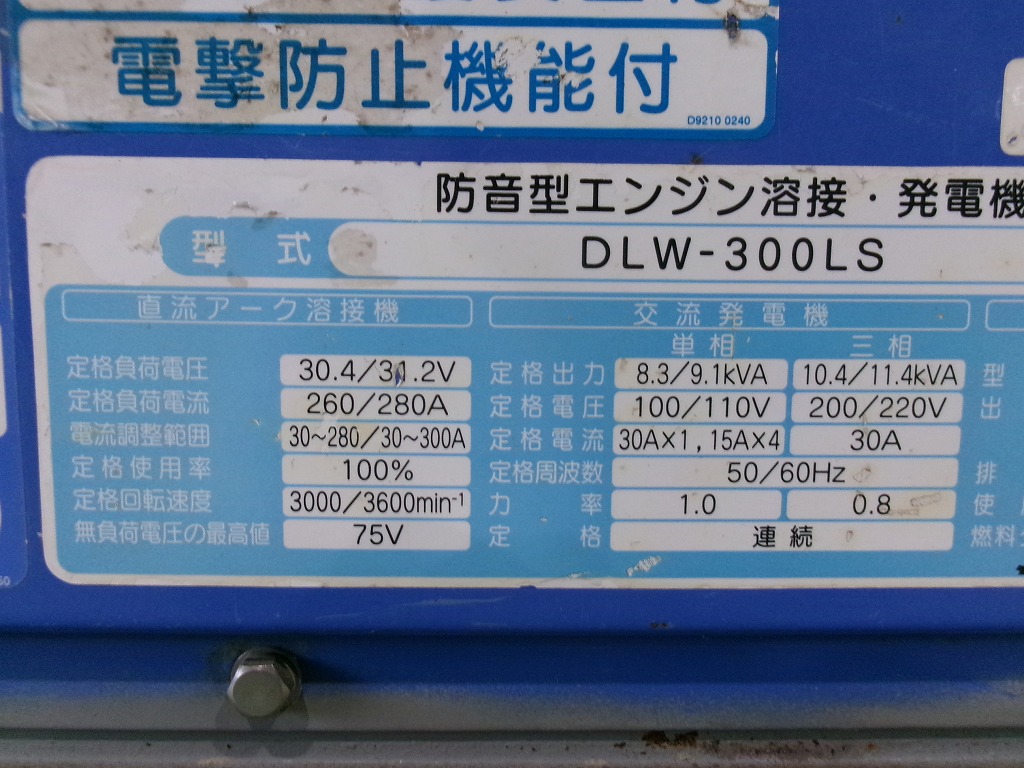 電撃防止機能付
D9210 0240
防音型エンジン溶接・発電機
型式 DLW-300LS
直流アーク溶接機 交流発電機
単相 三相
定格負荷電圧 30.4/31.2V 定格出力 8.3/9.1kVA 10.4/11.4kVA 型
定格負荷電流 260/280A 定格電圧 100/110V 200/220V 出
電流調整範囲 30~280/30~300A 定格電流 30A×1,15A×4 30A
定格使用率 100% 定格周波数 50/60Hz 排
定格回転速度 3000/3600min⁻¹ 力率 1.0 0.8 使
無負荷電圧の最高値 75V 定格 連続 燃料